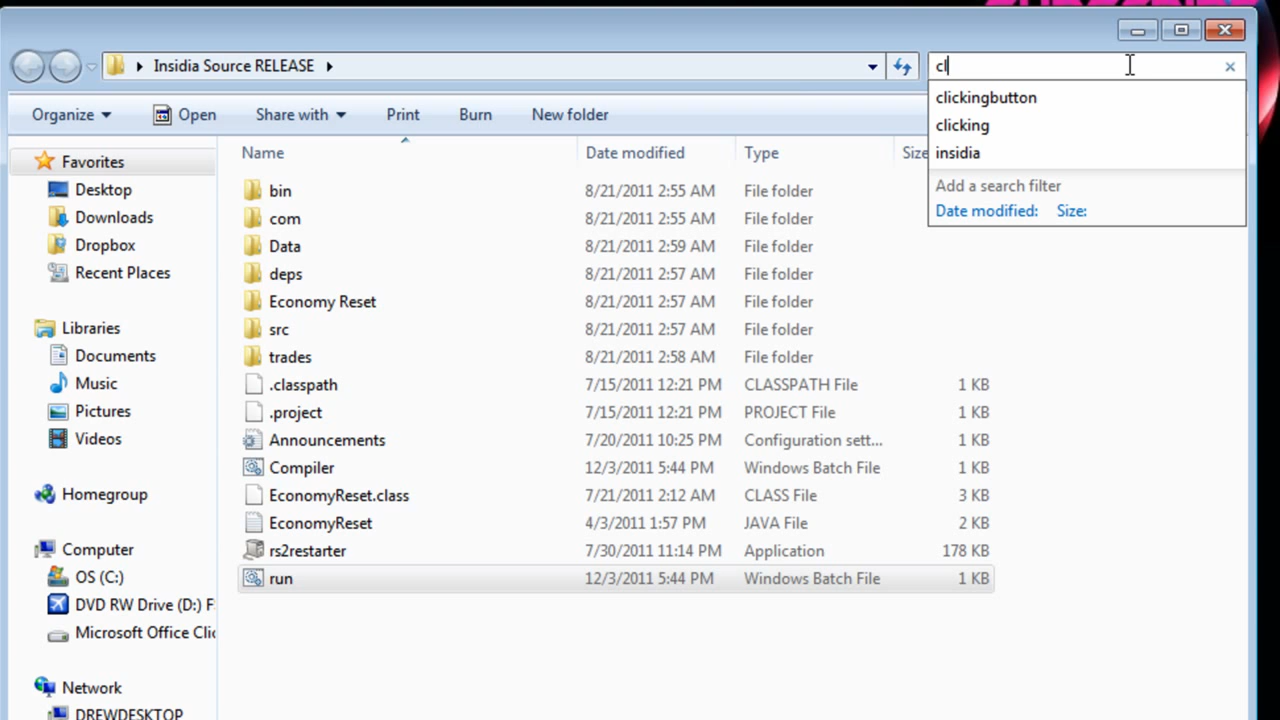 Insidia Source RELEASE
cl
clickingbutton
clicking
insidia
Add a search filter
Date modified: Size:
Organize Open Share with Print Burn New folder
Name Date modified Type Size
Favorites
Desktop
Downloads
Dropbox
Recent Places
Libraries
Documents
Music
Pictures
Videos
Homegroup
Computer
OS (C:)
DVD RW Drive (D:) F
Microsoft Office Clic
Network
DREWDESKTOP
bin 8/21/2011 2:55 AM File folder
com 8/21/2011 2:55 AM File folder
Data 8/21/2011 2:59 AM File folder
deps 8/21/2011 2:57 AM File folder
Economy Reset 8/21/2011 2:57 AM File folder
src 8/21/2011 2:57 AM File folder
trades 8/21/2011 2:58 AM File folder
.classpath 7/15/2011 12:21 PM CLASSPATH File 1 KB
.project 7/15/2011 12:21 PM PROJECT File 1 KB
Announcements 7/20/2011 10:25 PM Configuration sett... 1 KB
Compiler 12/3/2011 5:44 PM Windows Batch File 1 KB
EconomyReset.class 7/21/2011 2:12 AM CLASS File 3 KB
EconomyReset 4/3/2011 1:57 PM JAVA File 2 KB
rs2restarter 7/30/2011 11:14 PM Application 178 KB
run 12/3/2011 5:44 PM Windows Batch File 1 KB